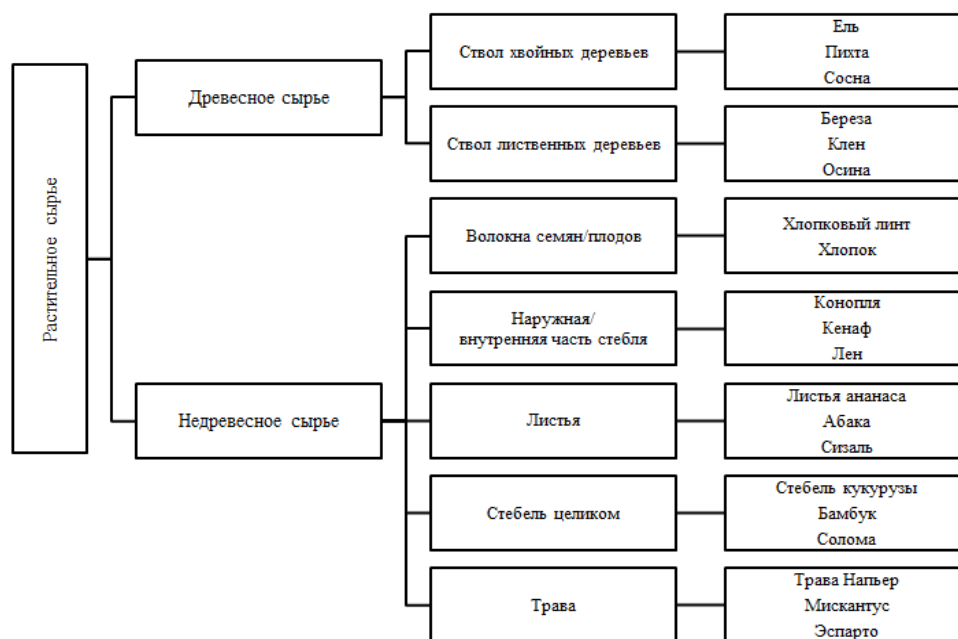 Растительное сырье
Древесное сырье
Ствол хвойных деревьев
Ель
Пихта
Сосна
Ствол лиственных деревьев
Береза
Клен
Осина
Недревесное сырье
Волокна семян/плодов
Хлопковый линт
Хлопок
Наружная/
внутренняя часть стебля
Конопля
Кенаф
Лен
Листья
Листья ананаса
Абака
Сизаль
Стебель целиком
Стебель кукурузы
Бамбук
Солома
Трава
Трава Напьер
Мискантус
Эспарто